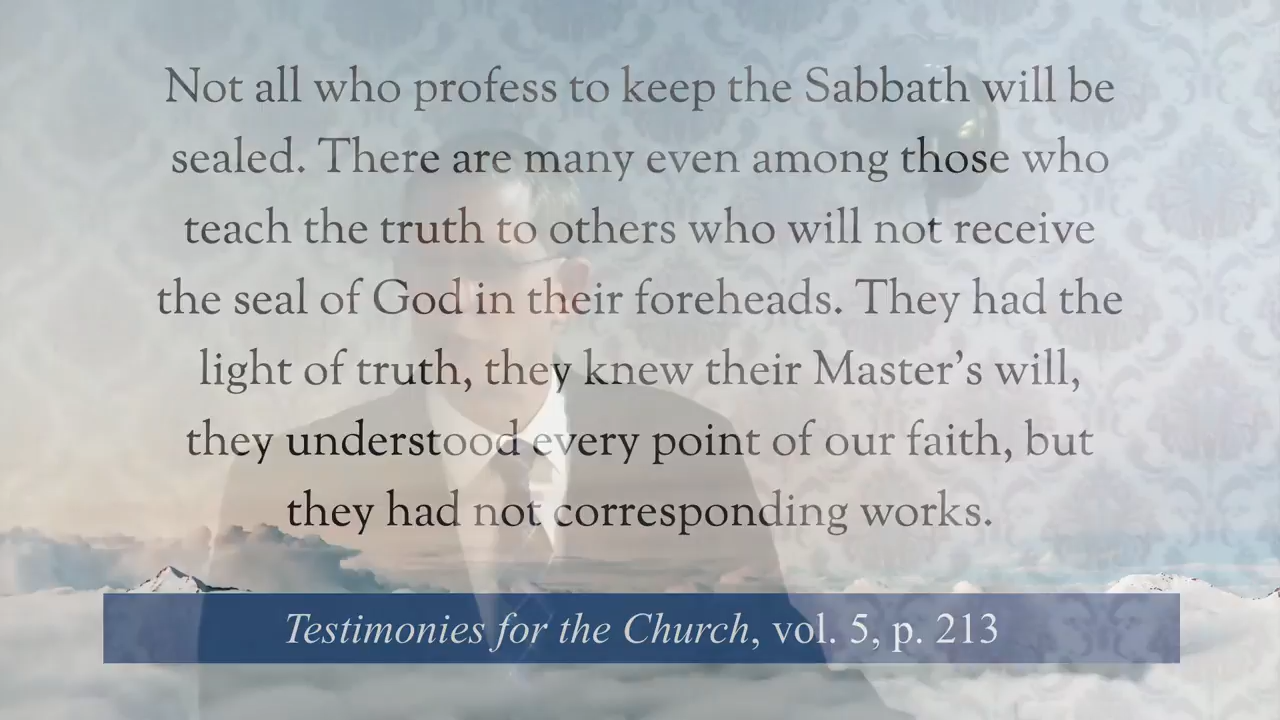 Not all who profess to keep the Sabbath will be
sealed. There are many even among those who
teach the truth to others who will not receive
the seal of God in their foreheads. They had the
light of truth, they knew their Master’s will,
they understood every point of our faith, but
they had not corresponding works.
Testimonies for the Church, vol. 5, p. 213